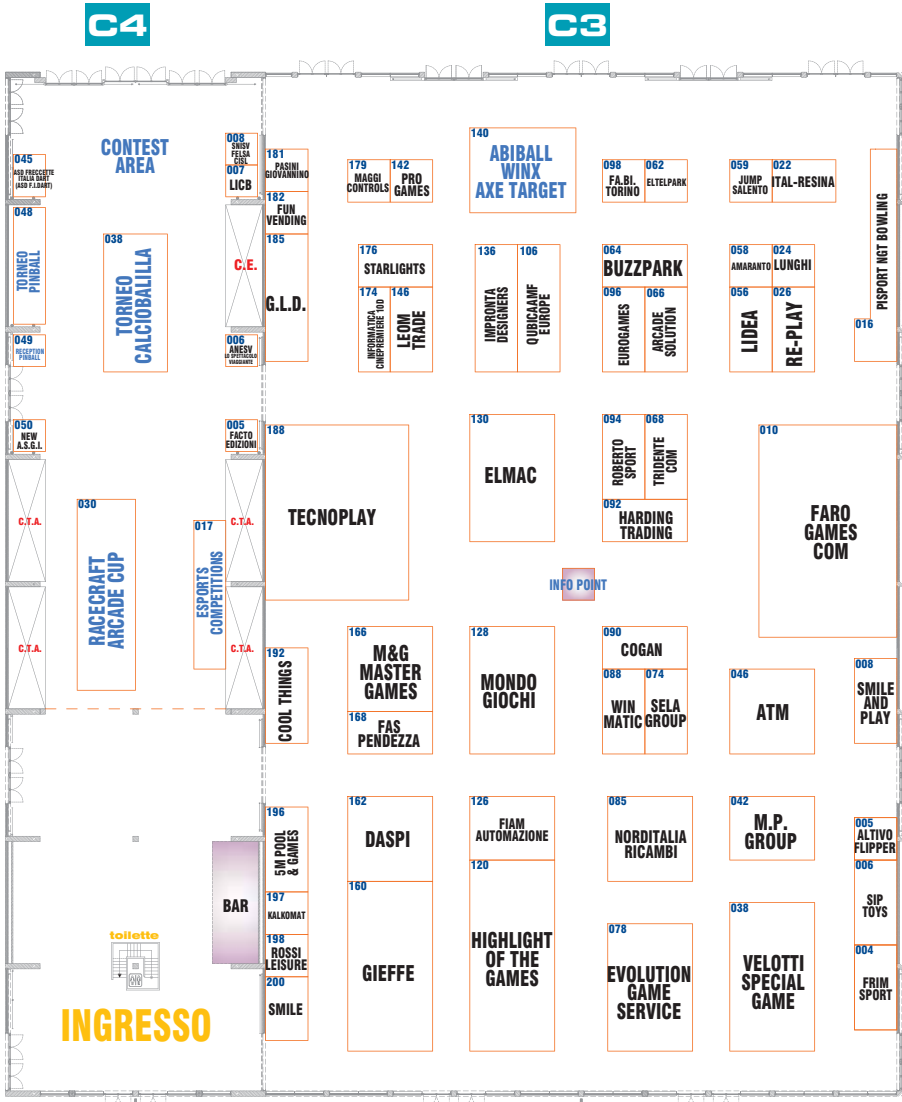 C4
C3
CONTEST
AREA
045
ASD FRECCETTE
ITALIA DART
(ASD F.I.DART)
008
SNISV
FELSA
CISL
007
LICB
048
TORNEO
PINBALL
038
TORNEO
CALCIOBALILLA
C.E.
049
RECEPTION
PINBALL
006
ANESV
LO SPETTACOLO
VIAGGIANTE
050
NEW
A.S.G.I.
005
FACTO
EDIZIONI
C.T.A.
C.T.A.
030
RACECRAFT
ARCADE CUP
017
ESPORTS
COMPETITIONS
C.T.A.
C.T.A.
BAR
toilette
INGRESSO
181
PASINI
GIOVANNINO
182
FUN
VENDING
185
G.L.D.
179
MAGGI
CONTROLS
142
PRO
GAMES
140
ABIBALL
WINX
AXE TARGET
098
FA.BI.
TORINO
062
ELTELPARK
059
JUMP
SALENTO
022
ITAL-RESINA
PISPORT NGT BOWLING
016
176
STARLIGHTS
174
INFORMATICA
CINEPREMIERE 10D
146
LEOM
TRADE
136
IMPRONTA
DESIGNERS
106
QUBICAAMF
EUROPE
064
BUZZPARK
096
EUROGAMES
066
ARCADE
SOLUTION
058
AMARANTO
024
LUNGHI
056
LIDEA
026
RE-PLAY
188
TECNOPLAY
130
ELMAC
094
ROBERTO
SPORT
068
TRIDENTE
COM
092
HARDING
TRADING
010
FARO
GAMES
COM
INFO POINT
192
COOL THINGS
166
M&G
MASTER
GAMES
168
FAS
PENDEZZA
128
MONDO
GIOCHI
090
COGAN
088
WIN
MATIC
074
SELA
GROUP
046
ATM
008
SMILE
AND
PLAY
196
5M POOL
& GAMES
197
KALKOMAT
198
ROSSI
LEISURE
200
SMILE
162
DASPI
160
GIEFFE
126
FIAM
AUTOMAZIONE
120
HIGHLIGHT
OF THE
GAMES
085
NORDITALIA
RICAMBI
078
EVOLUTION
GAME
SERVICE
042
M.P.
GROUP
038
VELOTTI
SPECIAL
GAME
005
ALTIVO
FLIPPER
006
SIP
TOYS
004
FRIM
SPORT